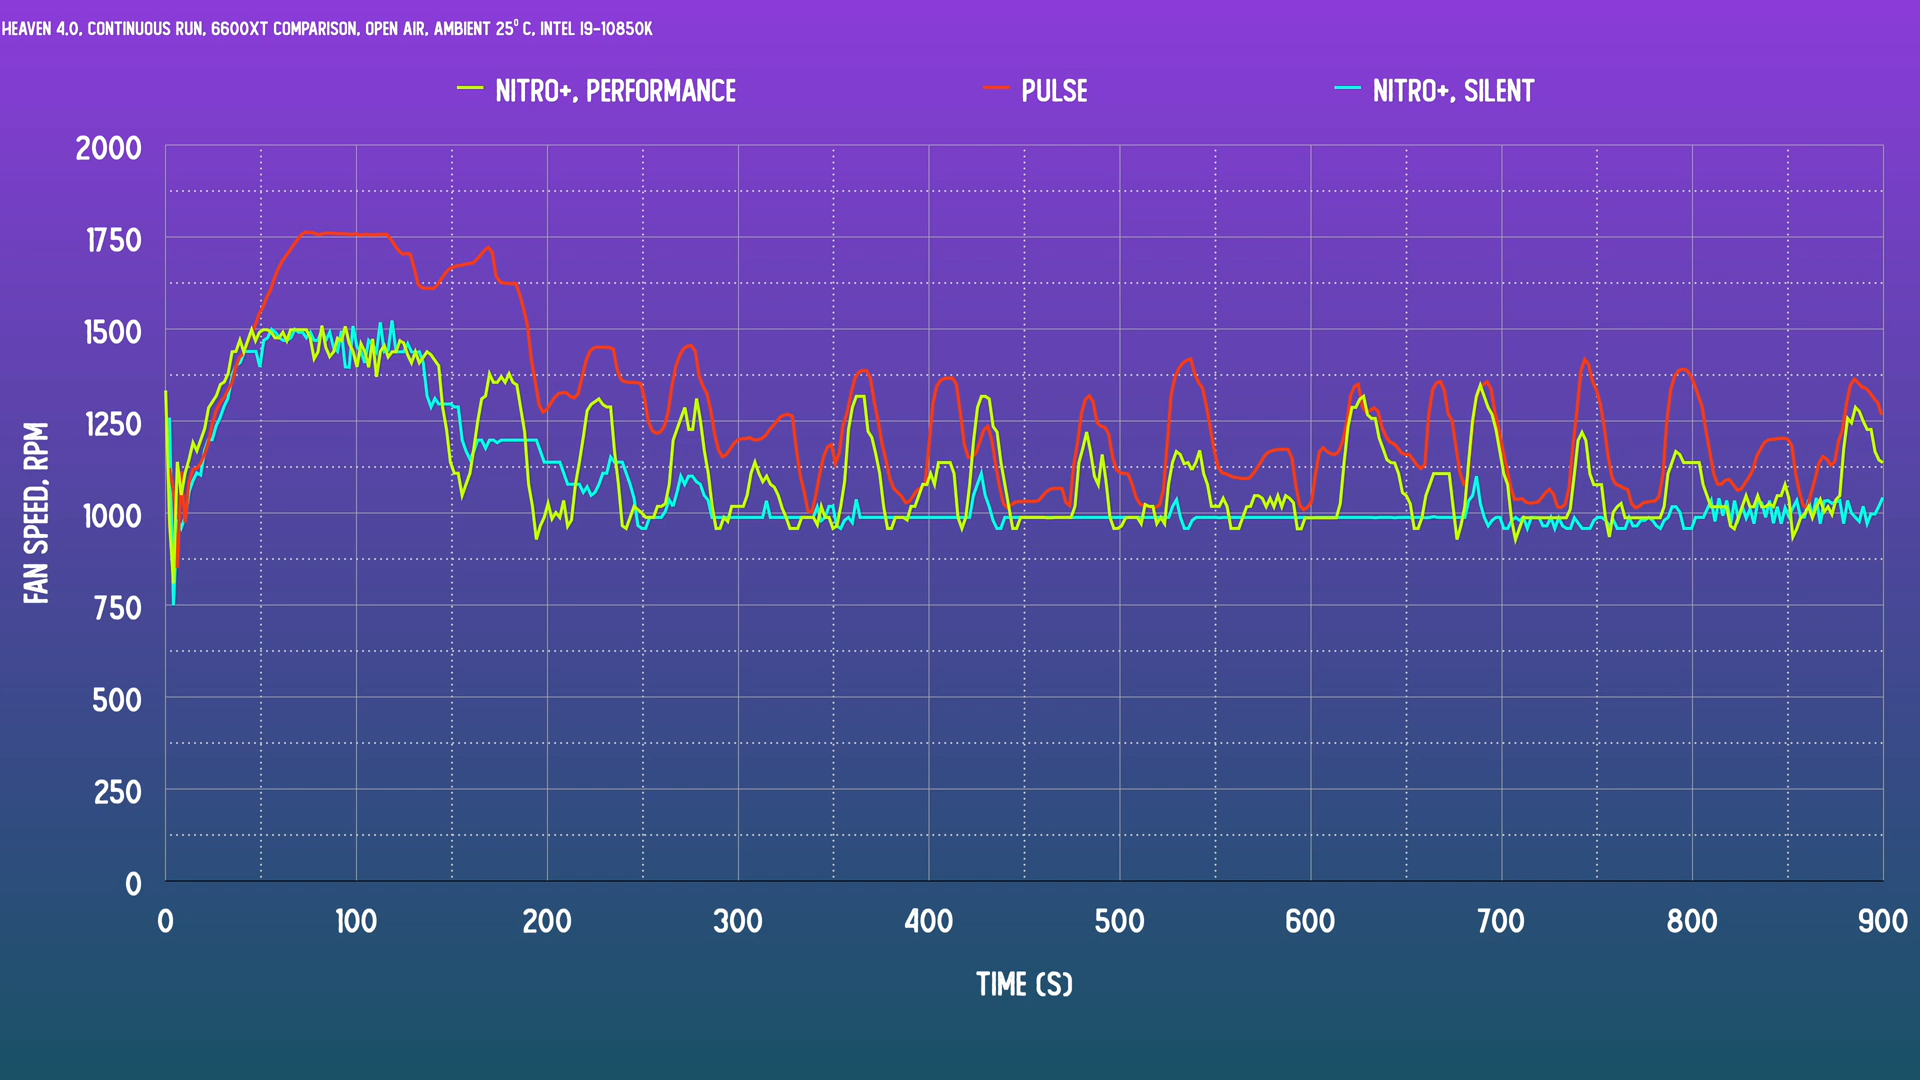 HEAVEN 4.0, CONTINUOUS RUN, 6600XT COMPARISON, OPEN AIR, AMBIENT 25° C, INTEL I9-10850K
NITRO+, PERFORMANCE
PULSE
NITRO+, SILENT
2000
1750
1500
1250
1000
750
500
250
0
FAN SPEED, RPM
0 100 200 300 400 500 600 700 800 900
TIME (S)